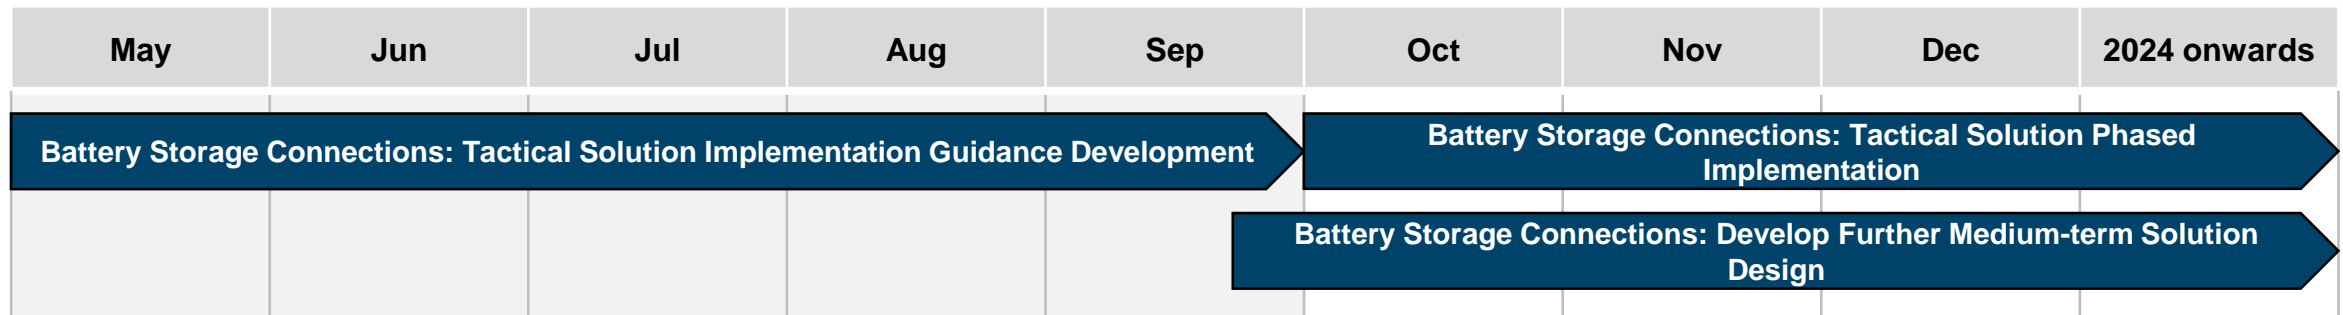 May Jun Jul Aug Sep Oct Nov Dec 2024 onwards
Battery Storage Connections: Tactical Solution Implementation Guidance Development
Battery Storage Connections: Tactical Solution Phased
Implementation
Battery Storage Connections: Develop Further Medium-term Solution
Design